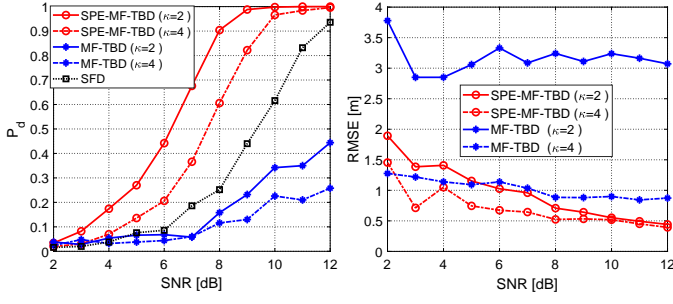 1
0.9
0.8
0.7
0.6
0.5
0.4
0.3
0.2
0.1
0
P_d
SPE-MF-TBD (κ=2 )
SPE-MF-TBD (κ=4 )
MF-TBD ( κ=2 )
MF-TBD ( κ=4 )
SFD
2 4 6 8 10 12
SNR [dB]
4
3.5
3
2.5
2
1.5
1
0.5
0
RMSE [m]
SPE-MF-TBD (κ=2 )
SPE-MF-TBD (κ=4 )
MF-TBD ( κ=2 )
MF-TBD ( κ=4 )
2 4 6 8 10 12
SNR [dB]